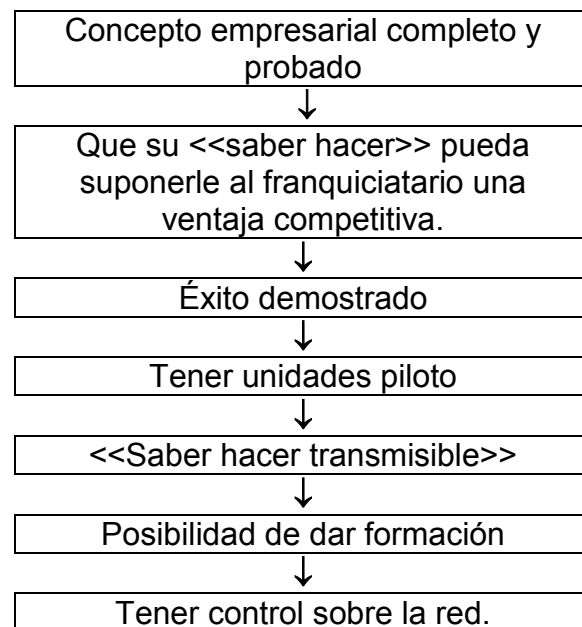 Concepto empresarial completo y
probado
Que su <<saber hacer>> pueda
suponerle al franquiciatario una
ventaja competitiva.
Éxito demostrado
Tener unidades piloto
<<Saber hacer transmisible>>
Posibilidad de dar formación
Tener control sobre la red.